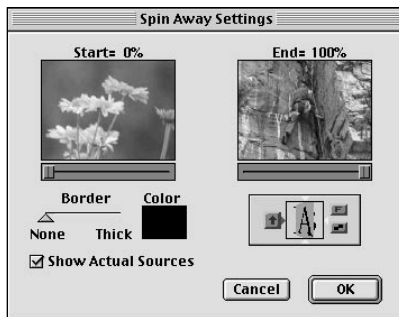 Spin Away Settings
Start= 0%
End= 100%
Border
Color
None
Thick
A
F
Show Actual Sources
Cancel
OK